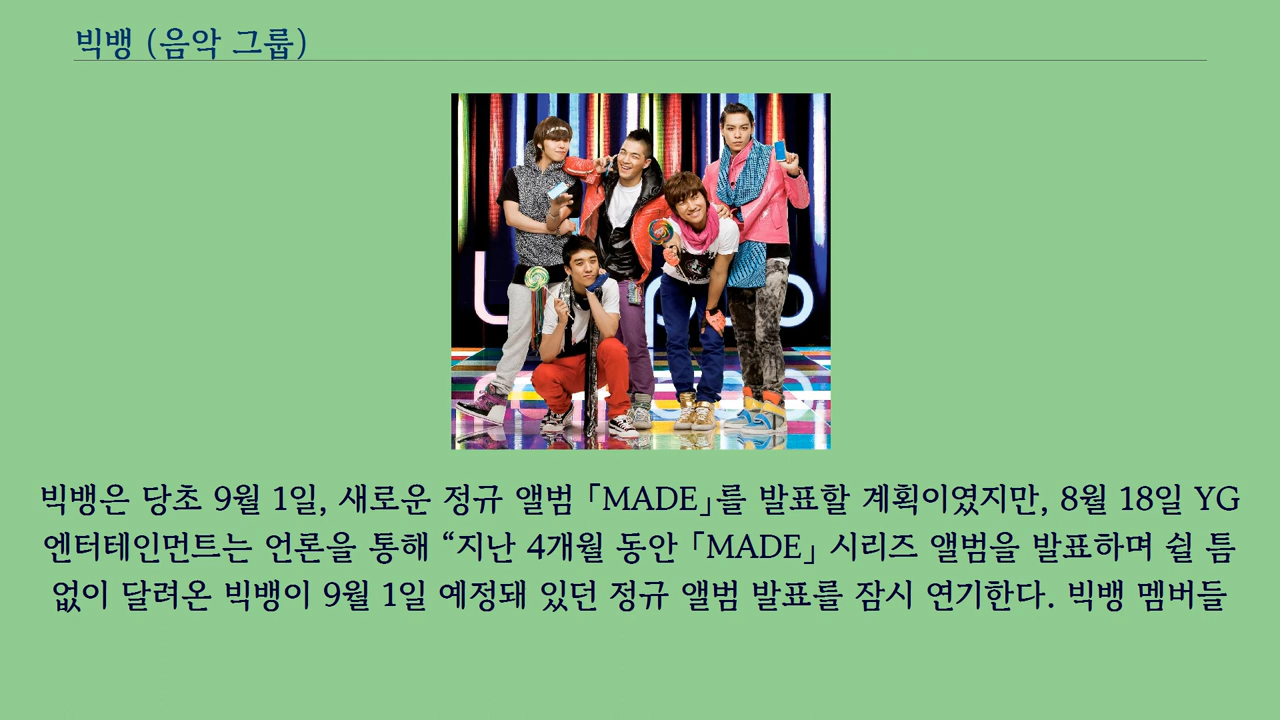 빅뱅 (음악 그룹)
빅뱅은 당초 9월 1일, 새로운 정규 앨범 「MADE」를 발표할 계획이였지만, 8월 18일 YG
엔터테인먼트는 언론을 통해 “지난 4개월 동안 「MADE」 시리즈 앨범을 발표하며 쉴 틈
없이 달려온 빅뱅이 9월 1일 예정돼 있던 정규 앨범 발표를 잠시 연기한다. 빅뱅 멤버들